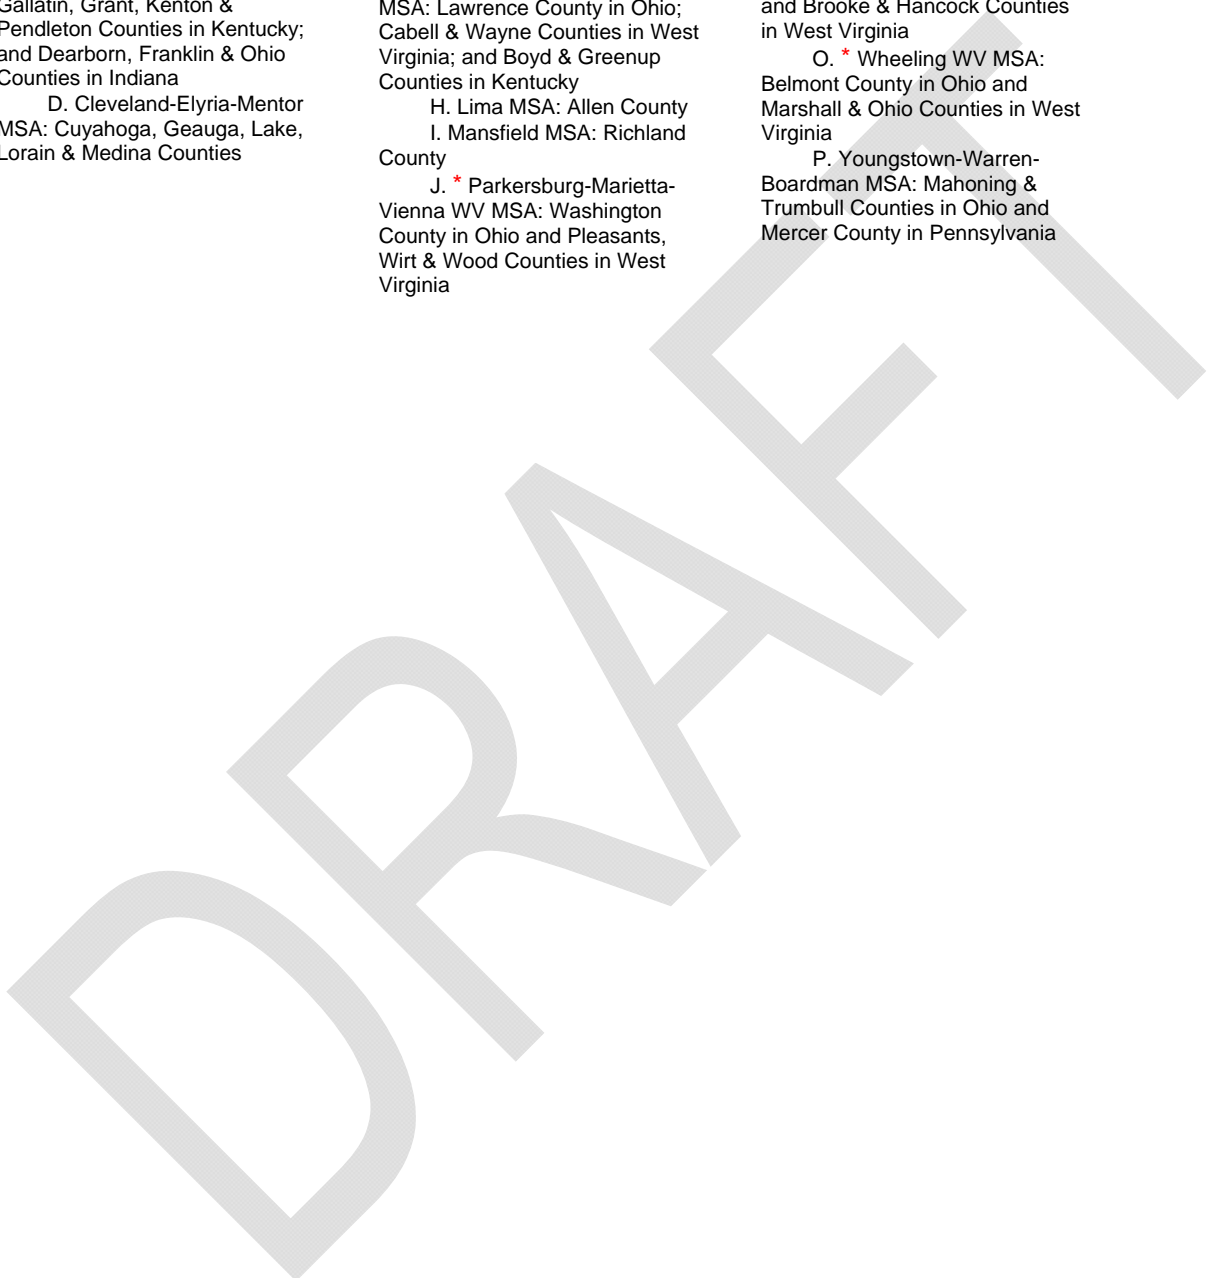 Gallatin, Grant, Kenton &
Pendleton Counties in Kentucky;
and Dearborn, Franklin & Ohio
Counties in Indiana
D. Cleveland-Elyria-Mentor
MSA: Cuyahoga, Geauga, Lake,
Lorain & Medina Counties
MSA: Lawrence County in Ohio;
Cabell & Wayne Counties in West
Virginia; and Boyd & Greenup
Counties in Kentucky
H. Lima MSA: Allen County
I. Mansfield MSA: Richland
County
J. * Parkersburg-Marietta-
Vienna WV MSA: Washington
County in Ohio and Pleasants,
Wirt & Wood Counties in West
Virginia
and Brooke & Hancock Counties
in West Virginia
O. * Wheeling WV MSA:
Belmont County in Ohio and
Marshall & Ohio Counties in West
Virginia
P. Youngstown-Warren-
Boardman MSA: Mahoning &
Trumbull Counties in Ohio and
Mercer County in Pennsylvania
DRAFT